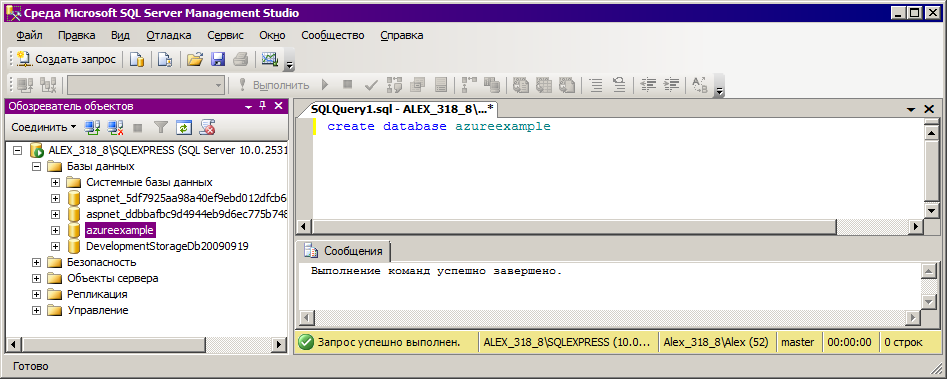 Среда Microsoft SQL Server Management Studio
Файл Правка Вид Отладка Сервис Окно Сообщество Справка
Создать запрос
Выполнить
Обозреватель объектов
SQLQuery1.sql - ALEX_318_8\...*
Соединить
create database azureexample
ALEX_318_8\SQLEXPRESS (SQL Server 10.0.2531
Базы данных
Системные базы данных
aspnet_5df7925aa98a40ef9ebd012dfcb6
aspnet_ddbbafbc9d4944eb9d6ec775b748
azureexample
DevelopmentStorageDb20090919
Безопасность
Объекты сервера
Репликация
Управление
Сообщения
Выполнение команд успешно завершено.
Запрос успешно выполнен. ALEX_318_8\SQLEXPRESS (10.0... Alex_318_8\Alex (52) master 00:00:00 0 строк
Готово